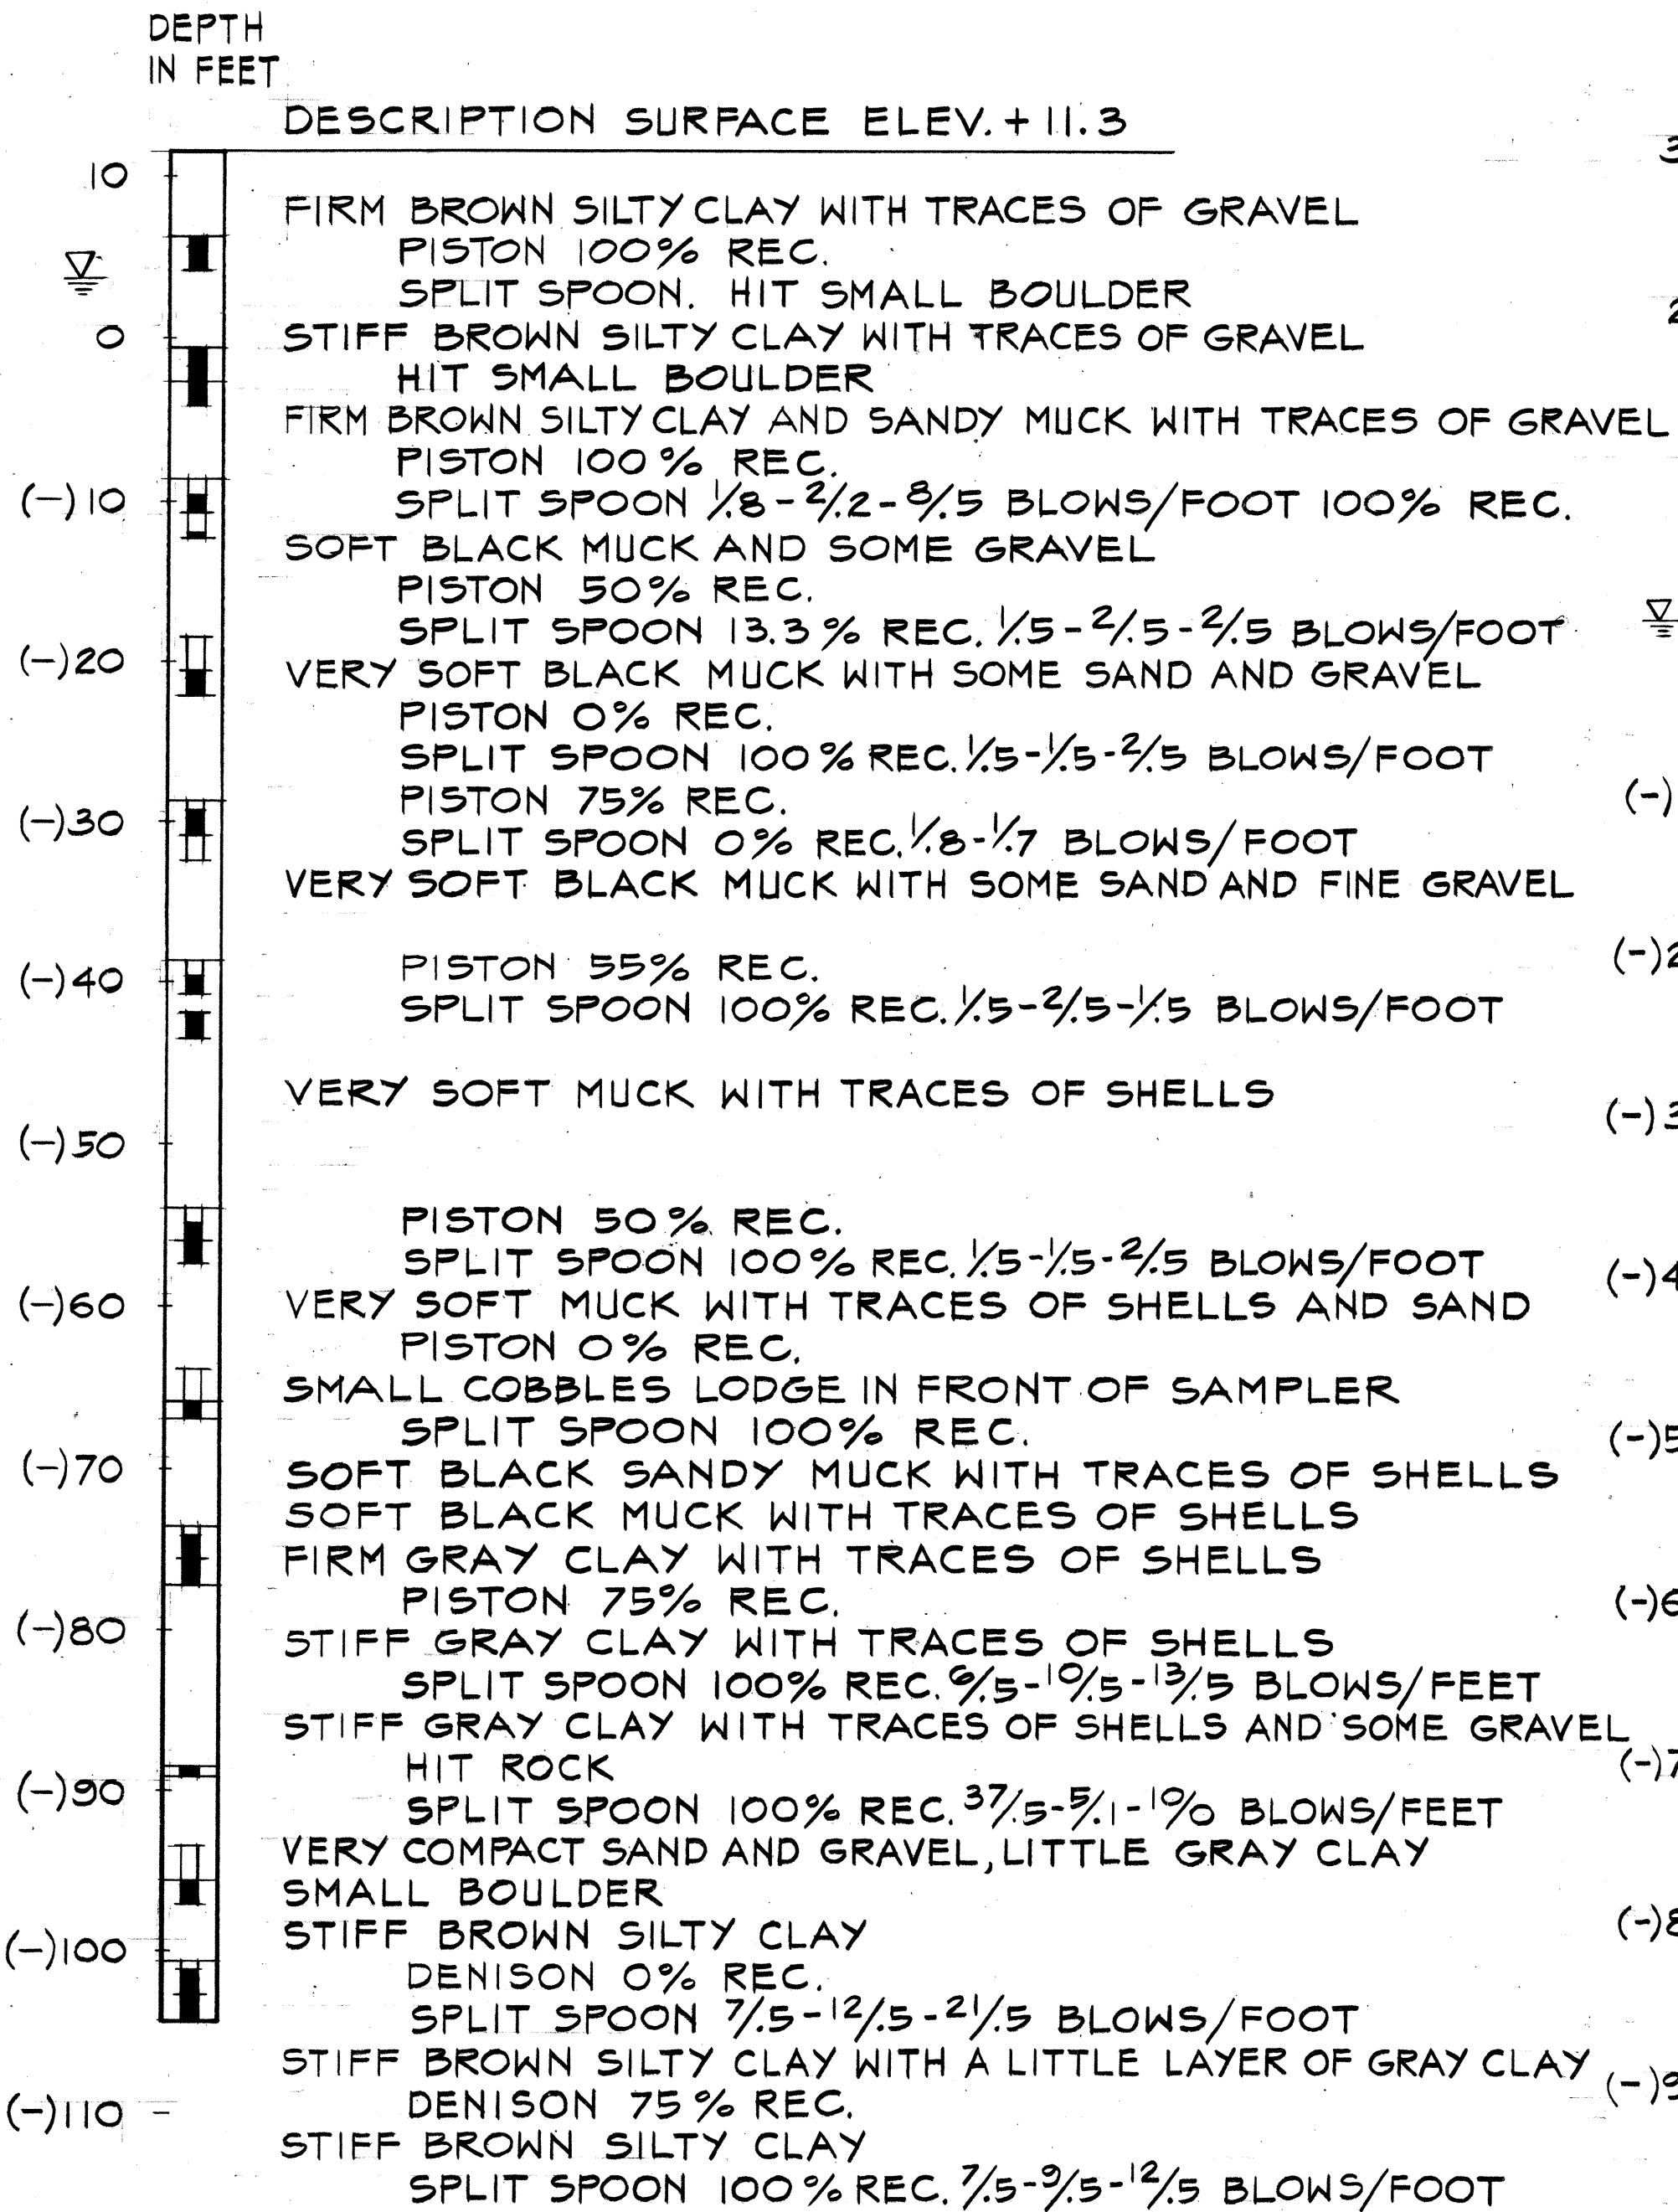 DEPTH
IN FEET
DESCRIPTION SURFACE ELEV. + 11.3
10
FIRM BROWN SILTY CLAY WITH TRACES OF GRAVEL
PISTON 100% REC.
SPLIT SPOON. HIT SMALL BOULDER
0 STIFF BROWN SILTY CLAY WITH TRACES OF GRAVEL
HIT SMALL BOULDER
FIRM BROWN SILTY CLAY AND SANDY MUCK WITH TRACES OF GRAVEL
PISTON 100% REC.
(-)10 SPLIT SPOON 1/.8-2/.2-8/.5 BLOWS/FOOT 100% REC.
SOFT BLACK MUCK AND SOME GRAVEL
PISTON 50% REC.
SPLIT SPOON 13.3% REC. 1/.5-2/.5-2/.5 BLOWS/FOOT
(-)20 VERY SOFT BLACK MUCK WITH SOME SAND AND GRAVEL
PISTON 0% REC.
SPLIT SPOON 100% REC. 1/.5-1/.5-2/.5 BLOWS/FOOT
PISTON 75% REC.
(-)30 SPLIT SPOON 0% REC. 1/.8-1/.7 BLOWS/FOOT
VERY SOFT BLACK MUCK WITH SOME SAND AND FINE GRAVEL
(-)40 PISTON 55% REC.
SPLIT SPOON 100% REC. 1/.5-2/.5-1/.5 BLOWS/FOOT
VERY SOFT MUCK WITH TRACES OF SHELLS
(-)50
PISTON 50% REC.
SPLIT SPOON 100% REC. 1/.5-1/.5-2/.5 BLOWS/FOOT
(-)60 VERY SOFT MUCK WITH TRACES OF SHELLS AND SAND
PISTON 0% REC.
SMALL COBBLES LODGE IN FRONT OF SAMPLER
SPLIT SPOON 100% REC.
(-)70 SOFT BLACK SANDY MUCK WITH TRACES OF SHELLS
SOFT BLACK MUCK WITH TRACES OF SHELLS
FIRM GRAY CLAY WITH TRACES OF SHELLS
PISTON 75% REC.
(-)80 STIFF GRAY CLAY WITH TRACES OF SHELLS
SPLIT SPOON 100% REC. 6/.5-10/.5-13/.5 BLOWS/FEET
STIFF GRAY CLAY WITH TRACES OF SHELLS AND SOME GRAVEL
HIT ROCK
(-)90 SPLIT SPOON 100% REC. 37/.5-5/.1-10/0 BLOWS/FEET
VERY COMPACT SAND AND GRAVEL, LITTLE GRAY CLAY
SMALL BOULDER
STIFF BROWN SILTY CLAY
(-)100 DENISON 0% REC.
SPLIT SPOON 7/.5-12/.5-21/.5 BLOWS/FOOT
STIFF BROWN SILTY CLAY WITH A LITTLE LAYER OF GRAY CLAY
(-)110 DENISON 75% REC.
STIFF BROWN SILTY CLAY
SPLIT SPOON 100% REC. 7/.5-9/.5-12/.5 BLOWS/FOOT